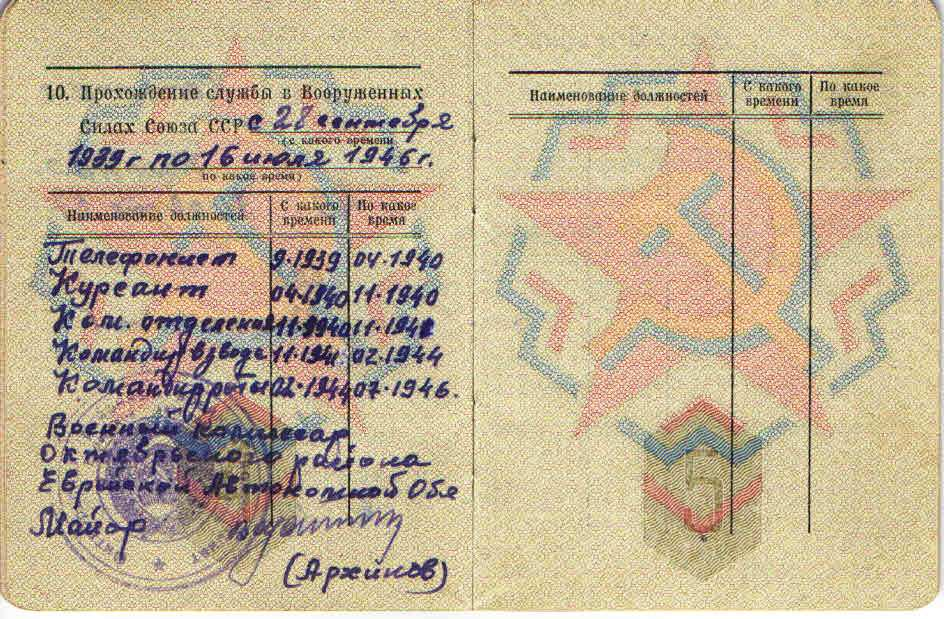 10. Прохождение службы в Вооруженных
Силах Союза ССР с 28 сентября
(с какого времени
1939 г по 16 июля 1946 г.
по какое время)
Наименование должностей С какого времени По какое время
Телефонист 9.1939 04.1940
Курсант 04.1940 11.1940
Ком. отделения 11.1940 11.1941
Командир взвода 11.1941 02.1944
Командир роты 02.1944 07.1946.
Военный комиссар
Октябрьского района
Еврейской Автономной Обл
Майор
(Архипов)
Наименование должностей С какого времени По какое время
5